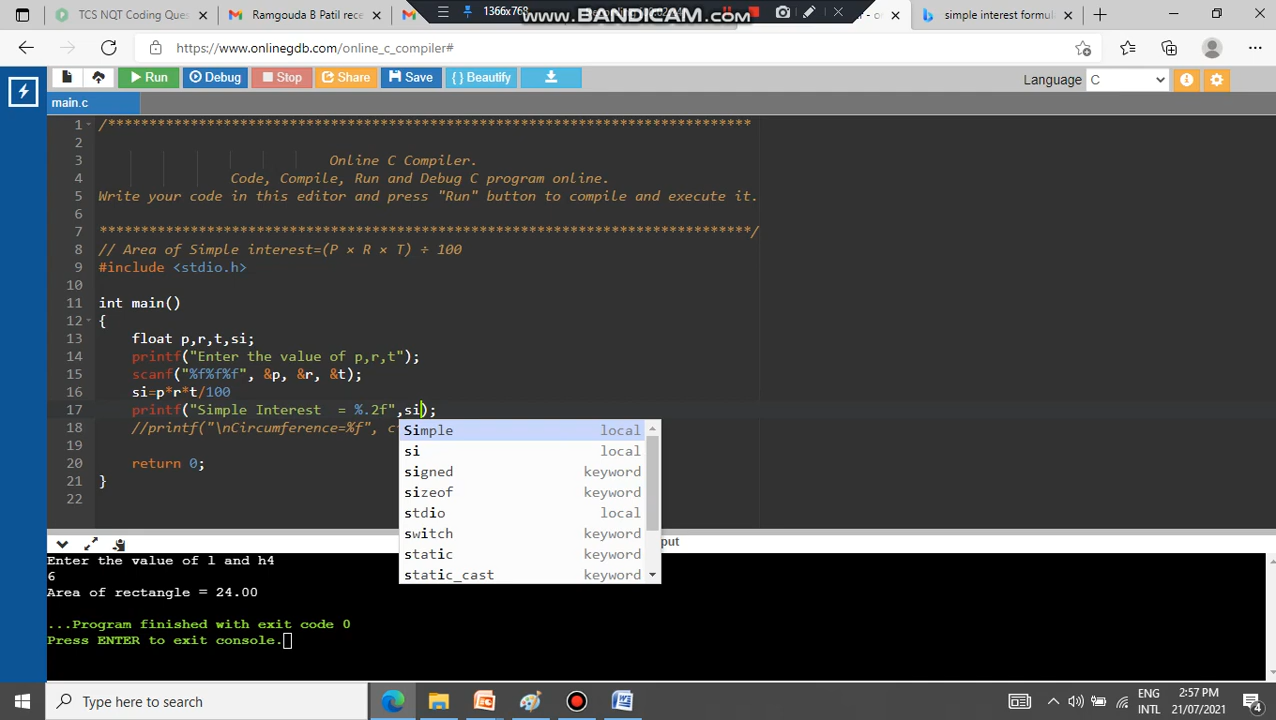 TCS NQT Coding Ques
Ramgouda B Patil rece
1366x768
www.BANDICAM.com
simple interest formul
https://www.onlinegdb.com/online_c_compiler#
Run Debug Stop Share Save { } Beautify Language C
main.c
1 /******************************************************************************
2
3 Online C Compiler.
4 Code, Compile, Run and Debug C program online.
5 Write your code in this editor and press "Run" button to compile and execute it.
6
7 *******************************************************************************/
8 // Area of Simple interest=(P × R × T) ÷ 100
9 #include <stdio.h>
10
11 int main()
12 {
13 float p,r,t,si;
14 printf("Enter the value of p,r,t");
15 scanf("%f%f%f", &p, &r, &t);
16 si=p*r*t/100
17 printf("Simple Interest  = %.2f",si);
18 //printf("\nCircumference=%f", c
19
20 return 0;
21 }
22
Simple local
si local
signed keyword
sizeof keyword
stdio local
switch keyword
static keyword
static_cast keyword
put
Enter the value of l and h4
6
Area of rectangle = 24.00
...Program finished with exit code 0
Press ENTER to exit console.
Type here to search
ENG
INTL
2:57 PM
21/07/2021
4